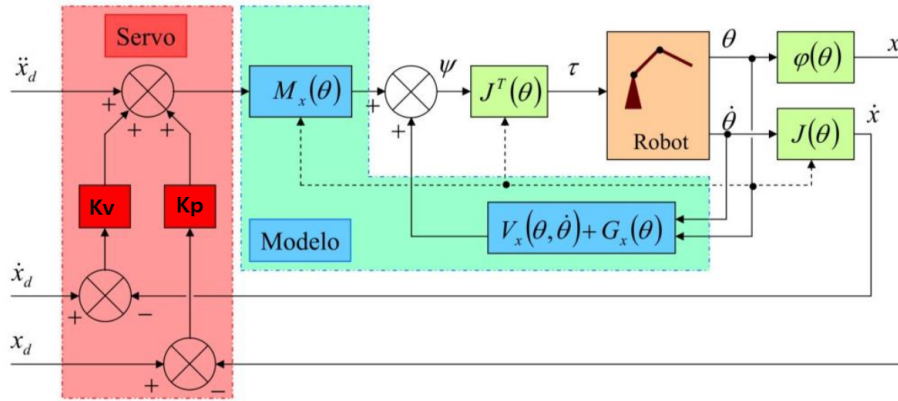 Servo
ẍ_d
+
+
+
M_x(θ)
+
+
ψ
J^T(θ)
τ
Robot
θ
φ(θ)
x
θ̇
J(θ)
ẋ
Kv
Kp
Modelo
V_x(θ, θ̇) + G_x(θ)
ẋ_d
+
−
x_d
+
−